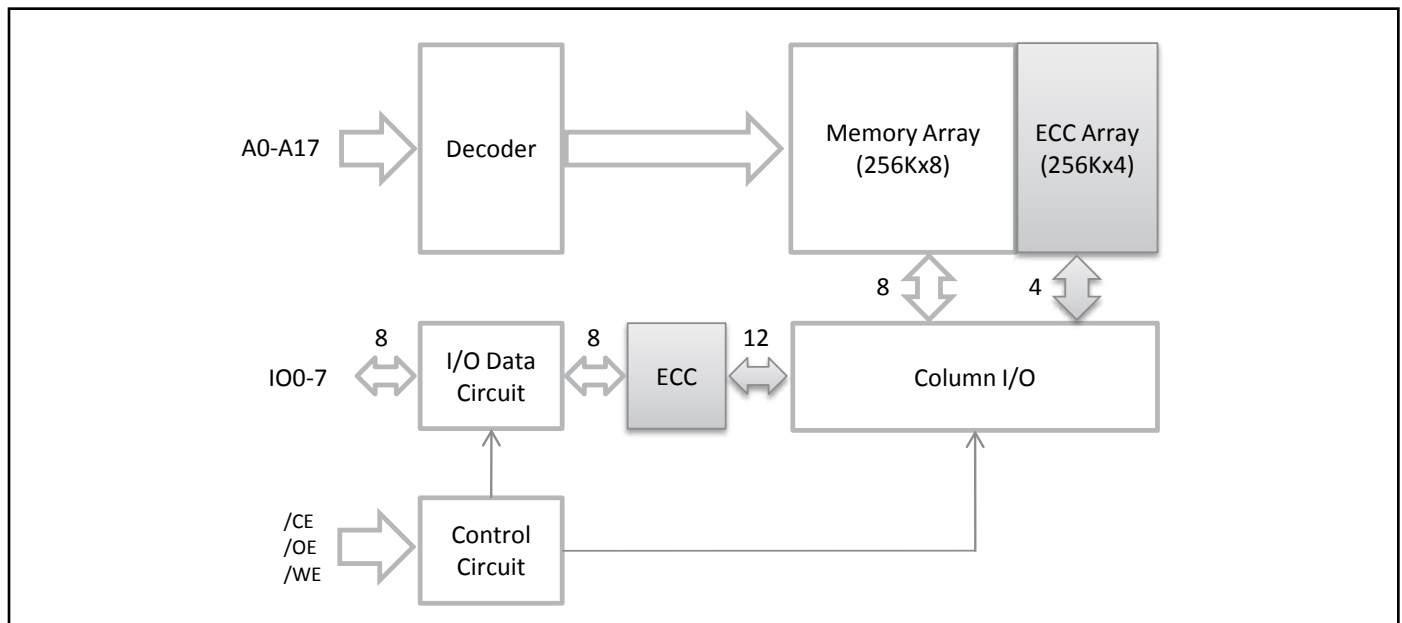 A0-A17
Decoder
Memory Array
(256Kx8)
ECC Array
(256Kx4)
8
4
IO0-7
8
I/O Data
Circuit
8
ECC
12
Column I/O
/CE
/OE
/WE
Control
Circuit